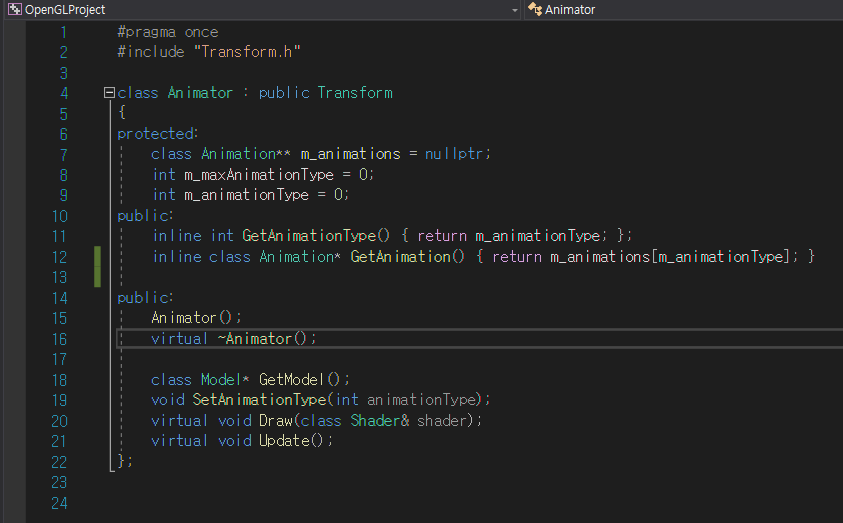 OpenGLProject Animator
1 #pragma once
2 #include "Transform.h"
3
4 class Animator : public Transform
5 {
6 protected:
7 class Animation** m_animations = nullptr;
8 int m_maxAnimationType = 0;
9 int m_animationType = 0;
10 public:
11 inline int GetAnimationType() { return m_animationType; };
12 inline class Animation* GetAnimation() { return m_animations[m_animationType]; }
13
14 public:
15 Animator();
16 virtual ~Animator();
17
18 class Model* GetModel();
19 void SetAnimationType(int animationType);
20 virtual void Draw(class Shader& shader);
21 virtual void Update();
22 };
23
24